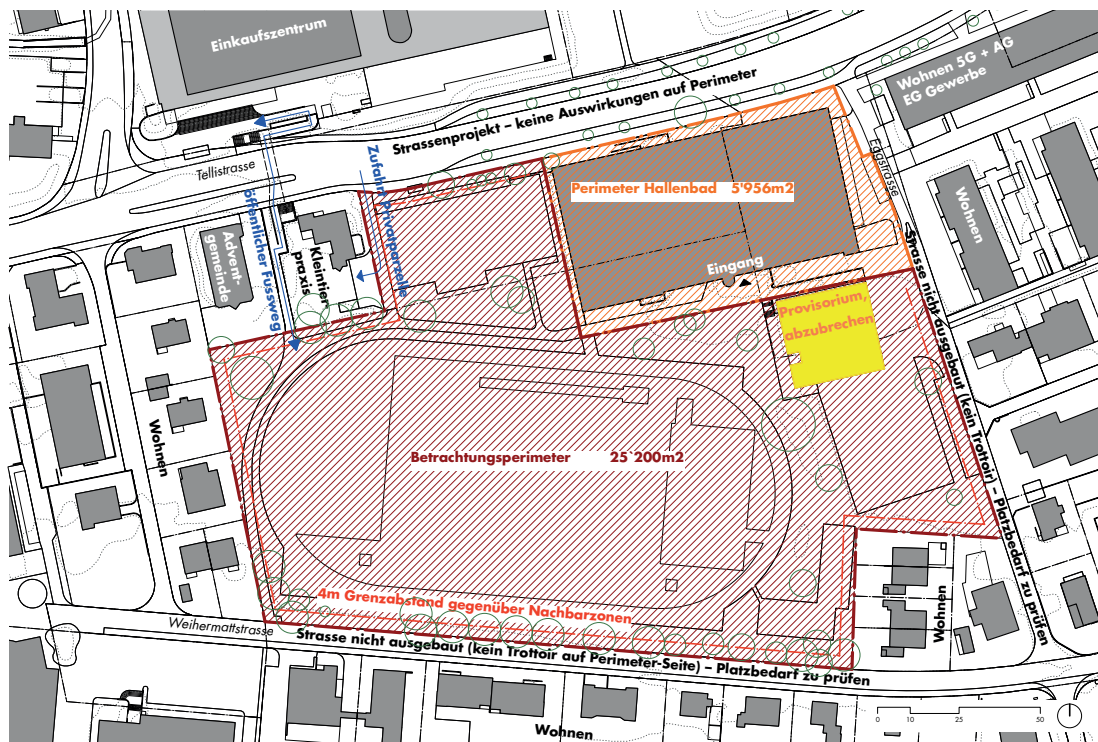 Einkaufszentrum
Wohnen 5G + AG
EG Gewerbe
Strassenprojekt – keine Auswirkungen auf Perimeter
Tellistrasse
Egastrasse
öffentlicher Fussweg
Zufahrt Privatparzelle
Perimeter Hallenbad 5'956m2
Wohnen
Advent-
gemeinde
Kleintier
praxis
Eingang
Strasse nicht ausgebaut (kein Trottoir) – Platzbedarf zu prüfen
Provisorium,
abzubrechen
Wohnen
Betrachtungsperimeter 25`200m2
4m Grenzabstand gegenüber Nachbarzonen
Wohnen
Weihermattstrasse
Strasse nicht ausgebaut (kein Trottoir auf Perimeter-Seite) – Platzbedarf zu prüfen
Wohnen
0 10 25 50